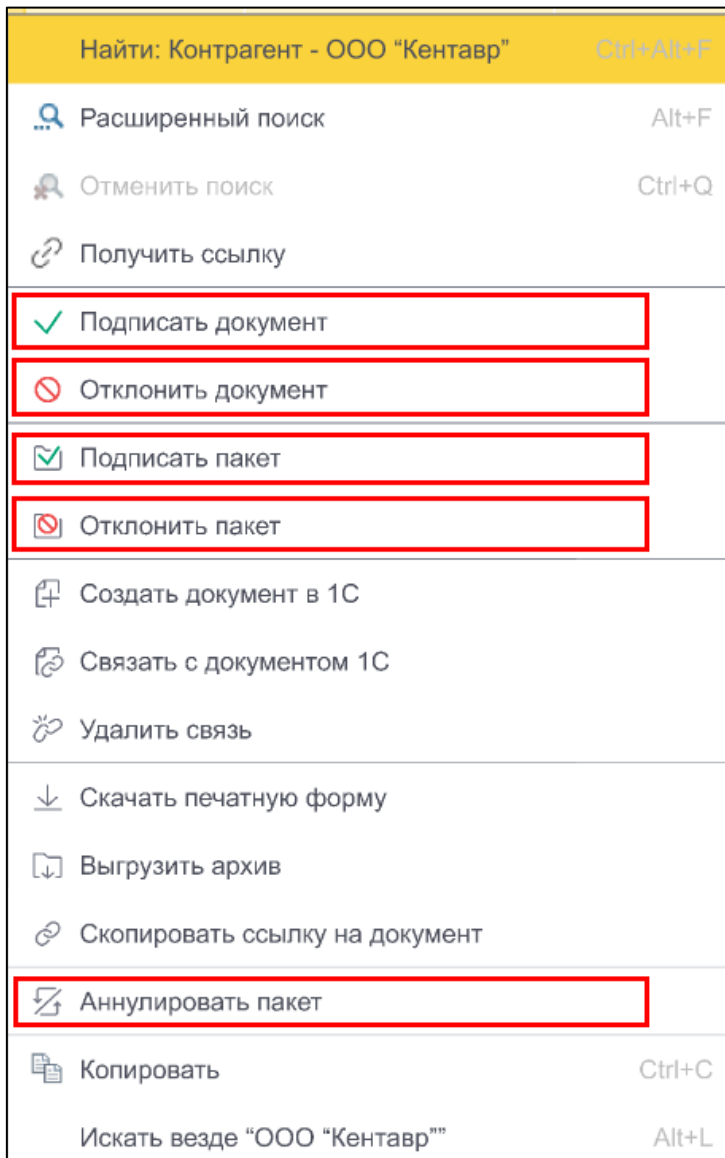 Найти: Контрагент - ООО “Кентавр” Ctrl+Alt+F
Расширенный поиск Alt+F
Отменить поиск Ctrl+Q
Получить ссылку
Подписать документ
Отклонить документ
Подписать пакет
Отклонить пакет
Создать документ в 1С
Связать с документом 1С
Удалить связь
Скачать печатную форму
Выгрузить архив
Скопировать ссылку на документ
Аннулировать пакет
Копировать Ctrl+C
Искать везде “ООО “Кентавр”” Alt+L